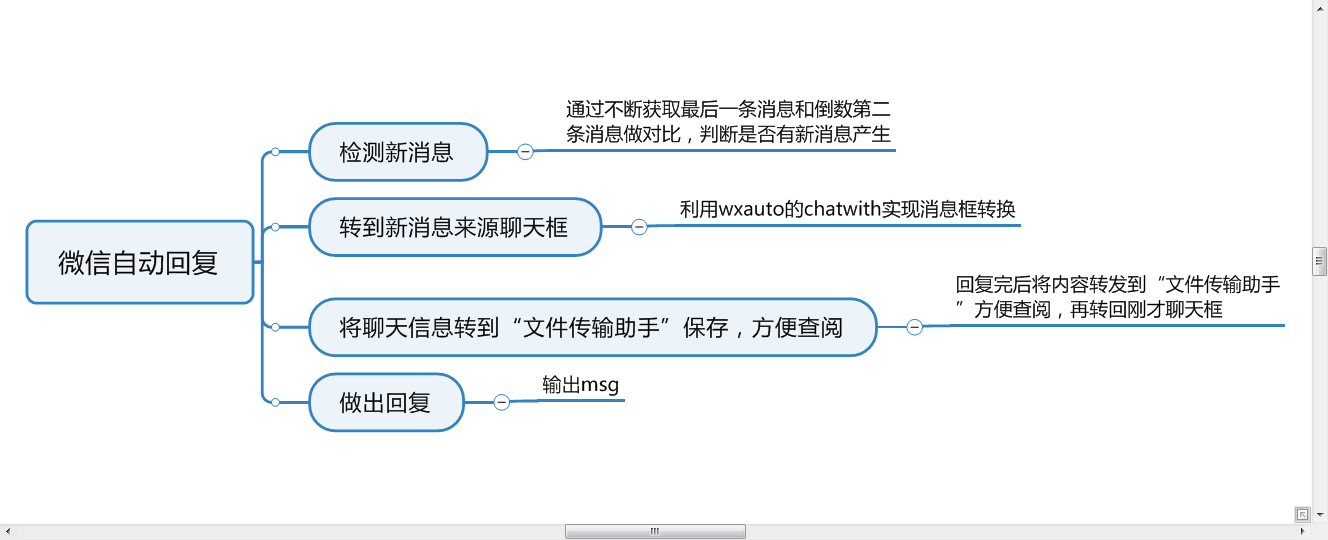 微信自动回复
检测新消息
通过不断获取最后一条消息和倒数第二
条消息做对比，判断是否有新消息产生
转到新消息来源聊天框
利用wxauto的chatwith实现消息框转换
将聊天信息转到“文件传输助手”保存，方便查阅
回复完后将内容转发到“文件传输助手
”方便查阅，再转回刚才聊天框
做出回复
输出msg